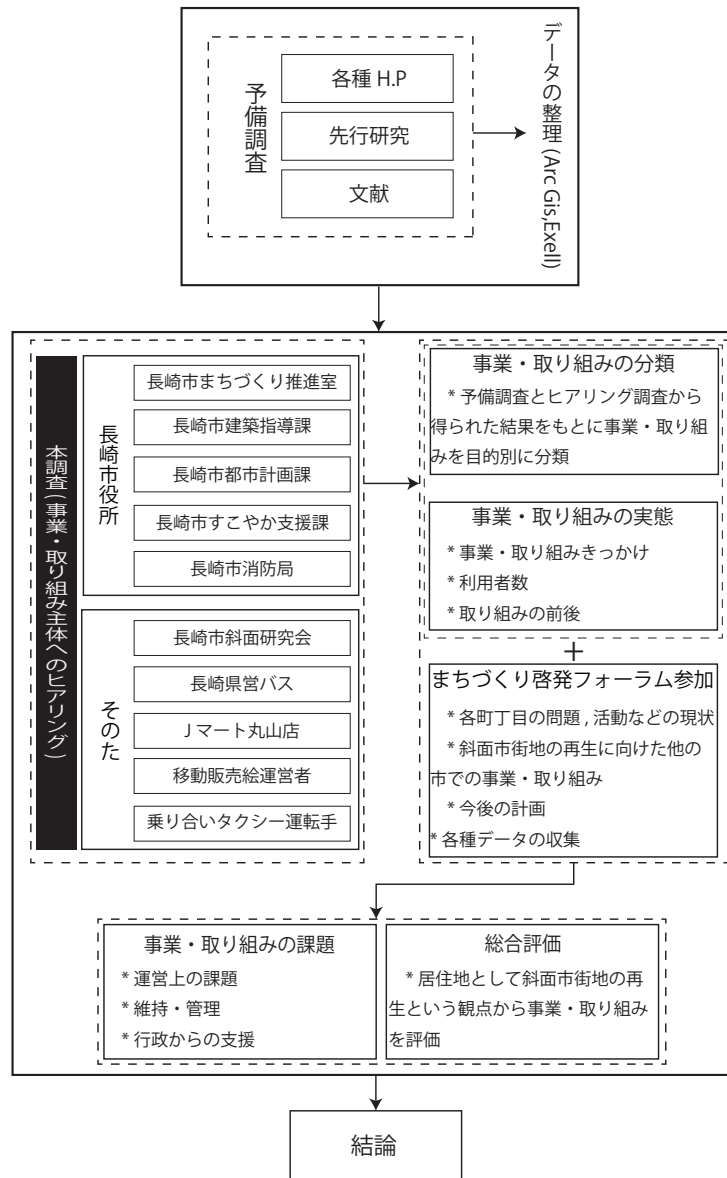 予備調査
各種 H.P
先行研究
文献
データの整理 (Arc Gis,Exell)
本調査(事業・取り組み主体へのヒアリング)
長崎市役所
長崎市まちづくり推進室
長崎市建築指導課
長崎市都市計画課
長崎市すこやか支援課
長崎市消防局
そのた
長崎市斜面研究会
長崎県営バス
Jマート丸山店
移動販売絵運営者
乗り合いタクシー運転手
事業・取り組みの分類
* 予備調査とヒアリング調査から
得られた結果をもとに事業・取り組
みを目的別に分類
事業・取り組みの実態
* 事業・取り組みきっかけ
* 利用者数
* 取り組みの前後
+
まちづくり啓発フォーラム参加
* 各町丁目の問題 , 活動などの現状
* 斜面市街地の再生に向けた他の
市での事業・取り組み
* 今後の計画
* 各種データの収集
事業・取り組みの課題
* 運営上の課題
* 維持・管理
* 行政からの支援
総合評価
* 居住地として斜面市街地の再
生という観点から事業・取り組み
を評価
結論